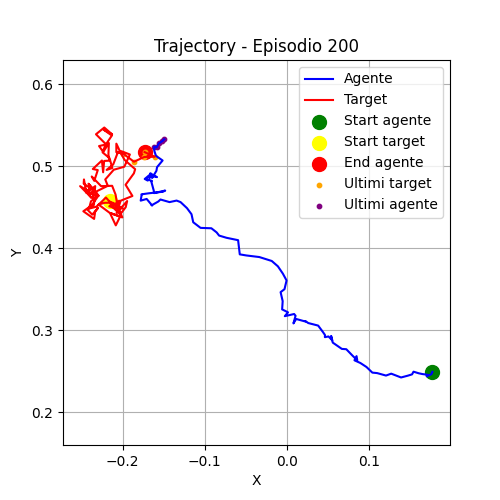 Trajectory - Episodio 200
Agente
Target
Start agente
Start target
End agente
Ultimi target
Ultimi agente
0.6
0.5
0.4
0.3
0.2
Y
−0.2
−0.1
0.0
0.1
X